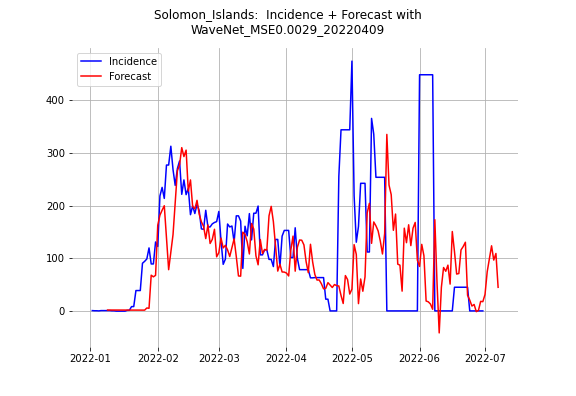 Solomon_Islands:  Incidence + Forecast with
WaveNet_MSE0.0029_20220409
Incidence
Forecast
400
300
200
100
0
2022-01 2022-02 2022-03 2022-04 2022-05 2022-06 2022-07